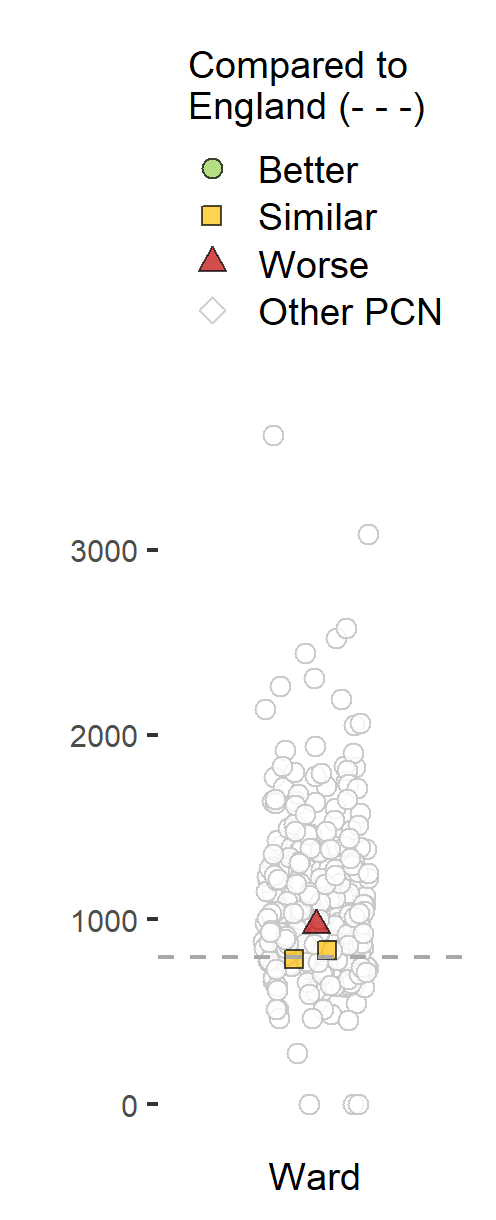 Compared to
England (- - -)
Better
Similar
Worse
Other PCN
3000
2000
1000
0
Ward